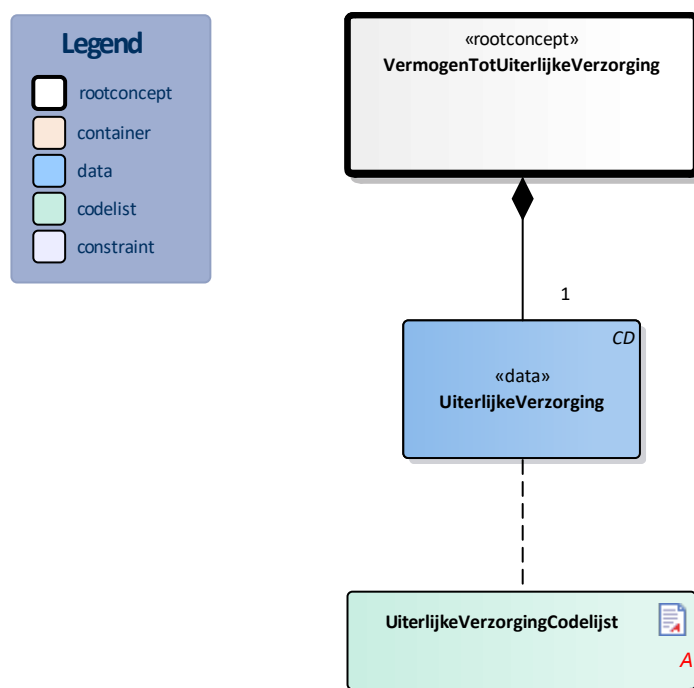 Legend
rootconcept
container
data
codelist
constraint
«rootconcept»
VermogenTotUiterlijkeVerzorging
1
CD
«data»
UiterlijkeVerzorging
UiterlijkeVerzorgingCodelijst
A